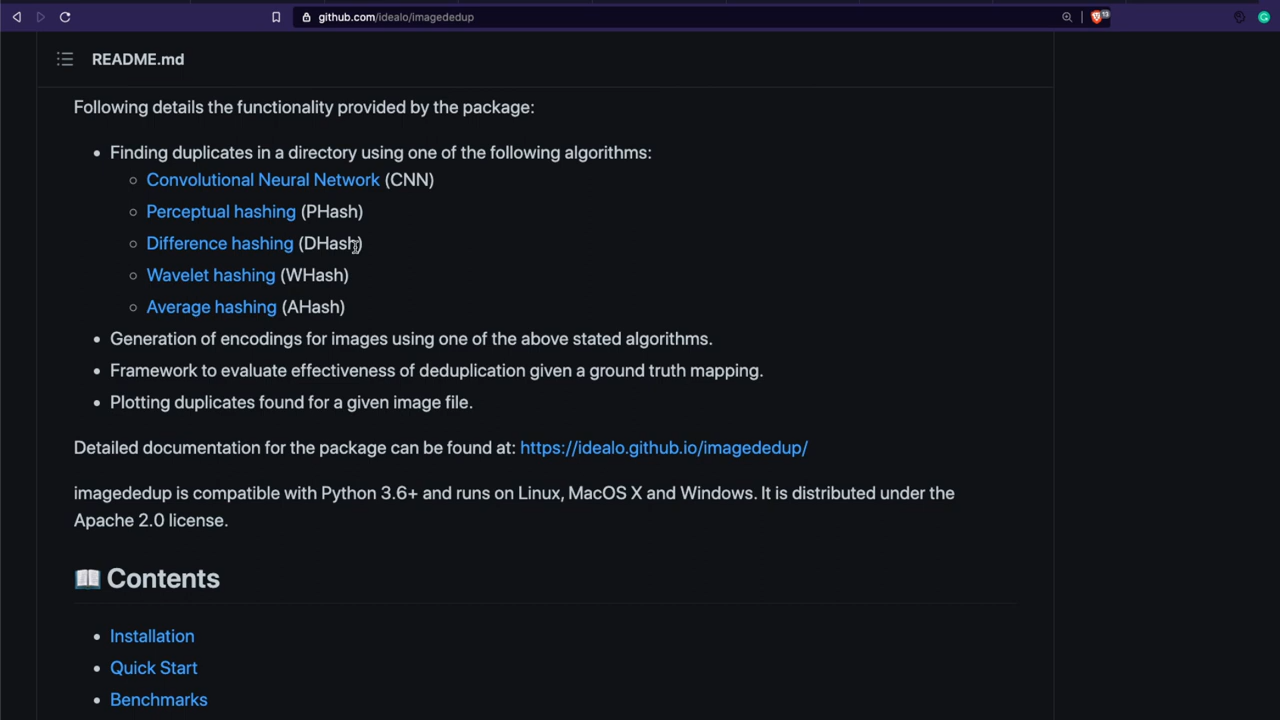 github.com/idealo/imagededup
13
README.md
Following details the functionality provided by the package:
Finding duplicates in a directory using one of the following algorithms:
Convolutional Neural Network (CNN)
Perceptual hashing (PHash)
Difference hashing (DHash)
Wavelet hashing (WHash)
Average hashing (AHash)
Generation of encodings for images using one of the above stated algorithms.
Framework to evaluate effectiveness of deduplication given a ground truth mapping.
Plotting duplicates found for a given image file.
Detailed documentation for the package can be found at: https://idealo.github.io/imagededup/
imagededup is compatible with Python 3.6+ and runs on Linux, MacOS X and Windows. It is distributed under the
Apache 2.0 license.
📖 Contents
Installation
Quick Start
Benchmarks